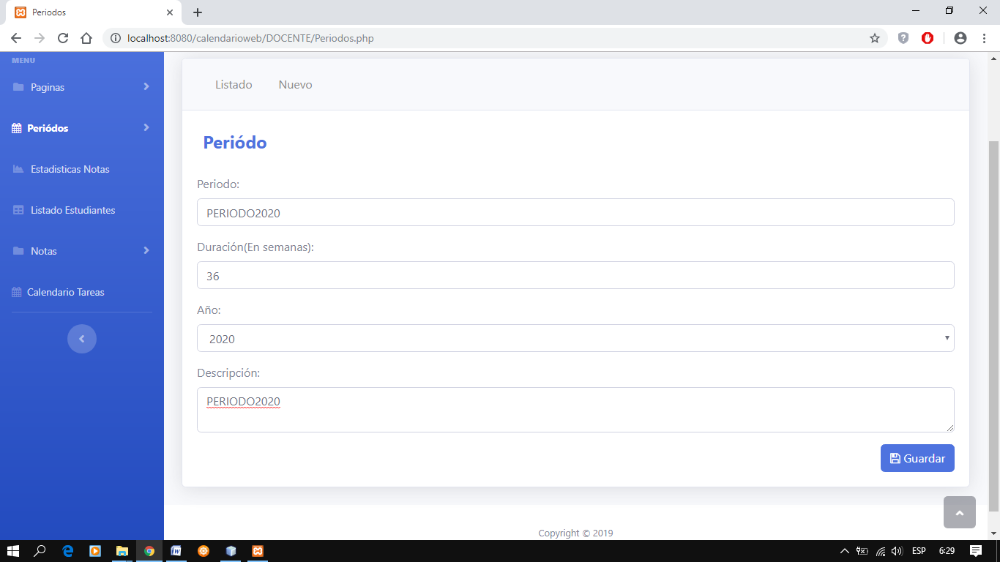 Periodos
localhost:8080/calendarioweb/DOCENTE/Periodos.php
MENU
Paginas
Periódos
Estadisticas Notas
Listado Estudiantes
Notas
Calendario Tareas
Listado Nuevo
Periódo
Periodo:
PERIODO2020
Duración(En semanas):
36
Año:
2020
Descripción:
PERIODO2020
Guardar
Copyright © 2019
ESP 6:29